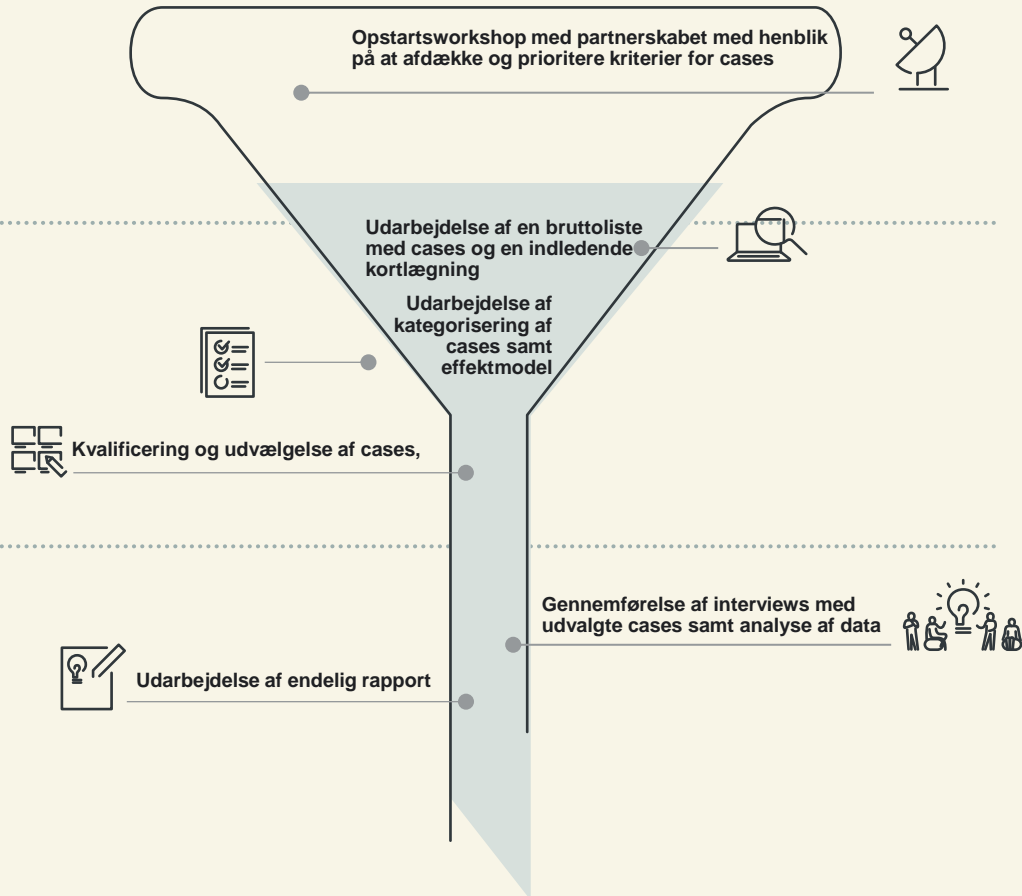 Opstartsworkshop med partnerskabet med henblik
på at afdække og prioritere kriterier for cases
Udarbejdelse af en bruttoliste
med cases og en indledende
kortlægning
Udarbejdelse af
kategorisering af
cases samt
effektmodel
Kvalificering og udvælgelse af cases,
Gennemførelse af interviews med
udvalgte cases samt analyse af data
Udarbejdelse af endelig rapport